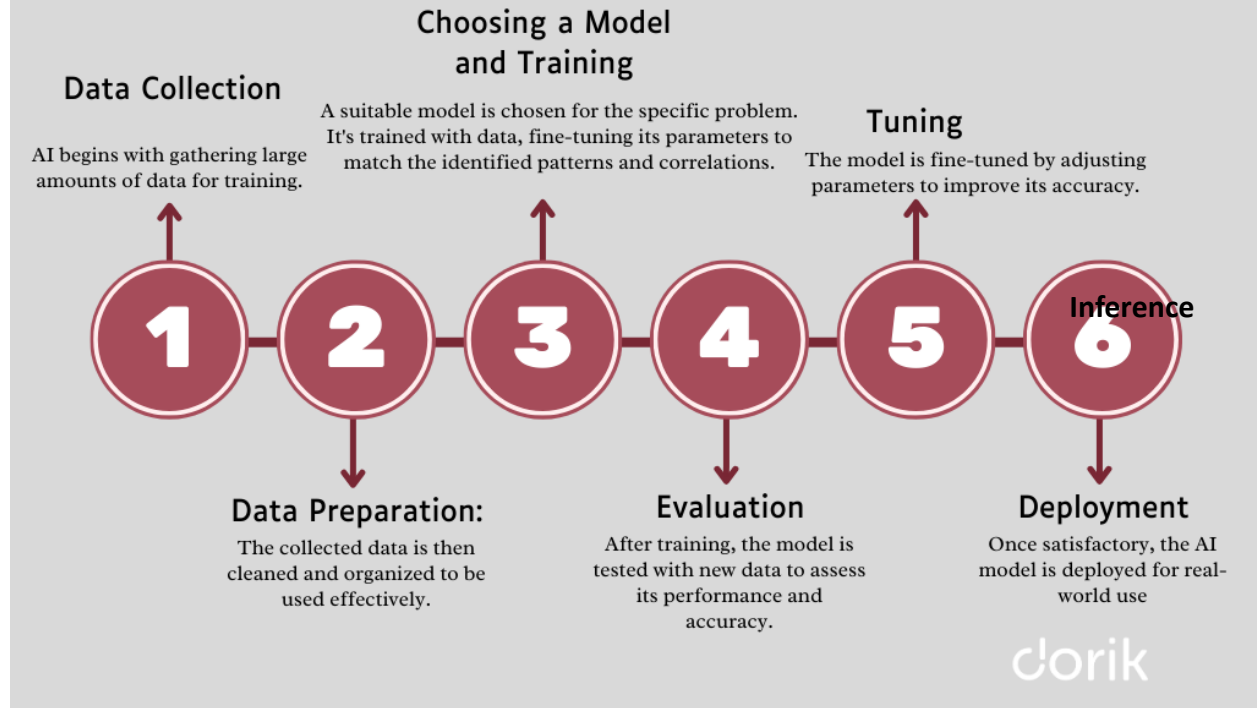 Data Collection
AI begins with gathering large
amounts of data for training.
Choosing a Model
and Training
A suitable model is chosen for the specific problem.
It's trained with data, fine-tuning its parameters to
match the identified patterns and correlations.
Tuning
The model is fine-tuned by adjusting
parameters to improve its accuracy.
1
2
3
4
5
6
Inference
Data Preparation:
The collected data is then
cleaned and organized to be
used effectively.
Evaluation
After training, the model is
tested with new data to assess
its performance and
accuracy.
Deployment
Once satisfactory, the AI
model is deployed for real-
world use
dorik